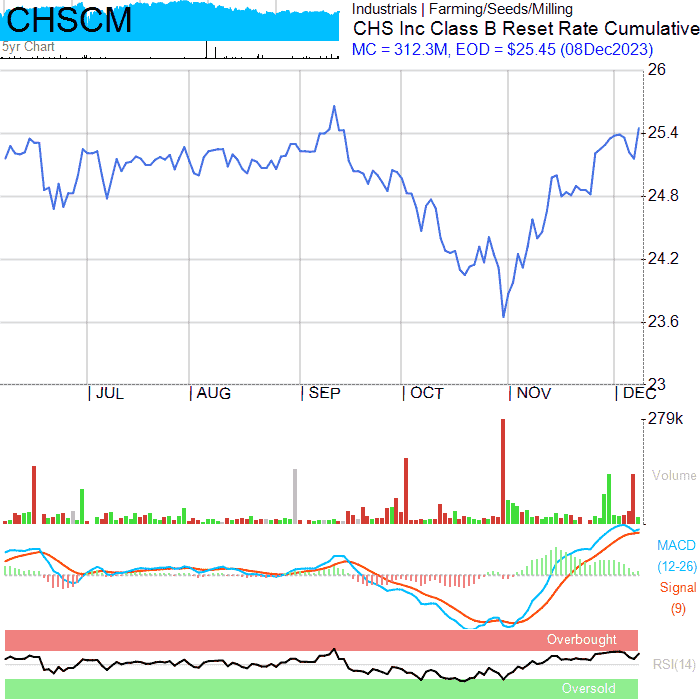 CHSCM
5yr Chart
Industrials | Farming/Seeds/Milling
CHS Inc Class B Reset Rate Cumulative
MC = 312.3M, EOD = $25.45 (08Dec2023)
26
25.4
24.8
24.2
23.6
23
JUL
AUG
SEP
OCT
NOV
DEC
279k
Volume
MACD
(12-26)
Signal
(9)
Overbought
RSI(14)
Oversold